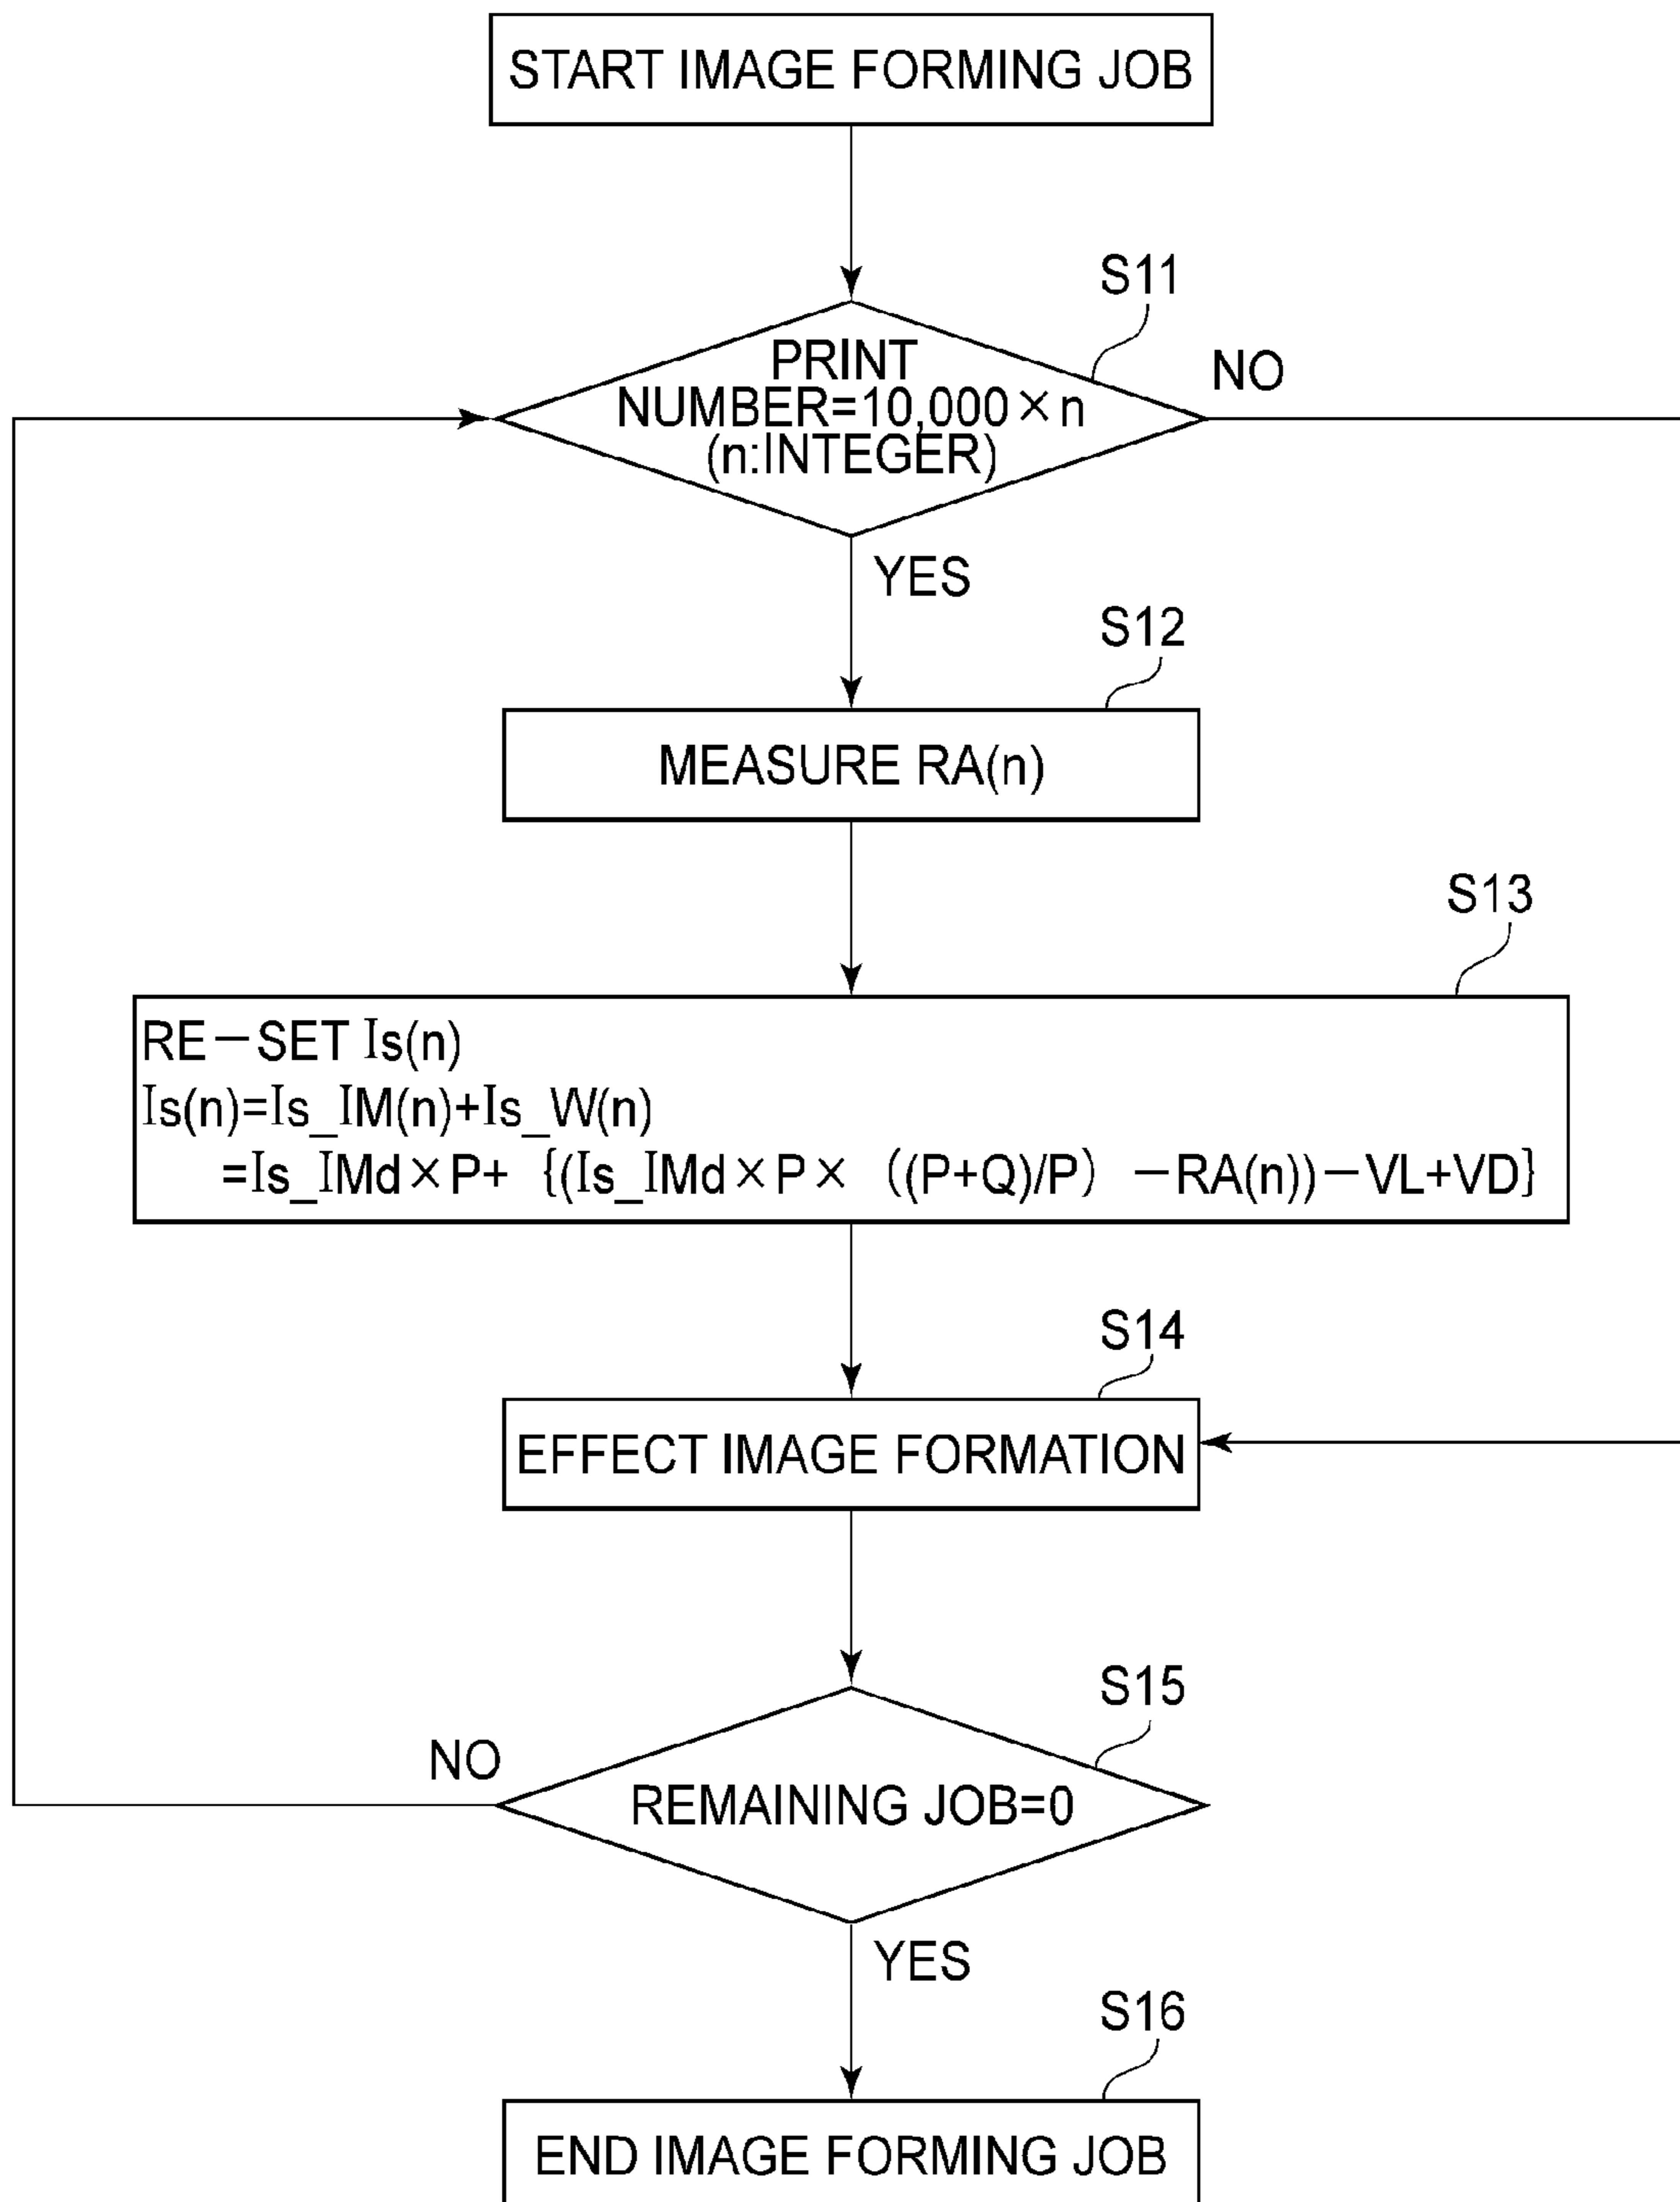 START IMAGE FORMING JOB
S11
PRINT
NUMBER=10,000×n
(n:INTEGER)
NO
YES
S12
MEASURE RA(n)
S13
RE−SET Is(n)
Is(n)=Is_IM(n)+Is_W(n)
=Is_IMd×P+ {(Is_IMd×P× ((P+Q)/P) −RA(n))−VL+VD}
S14
EFFECT IMAGE FORMATION
S15
NO
REMAINING JOB=0
YES
S16
END IMAGE FORMING JOB